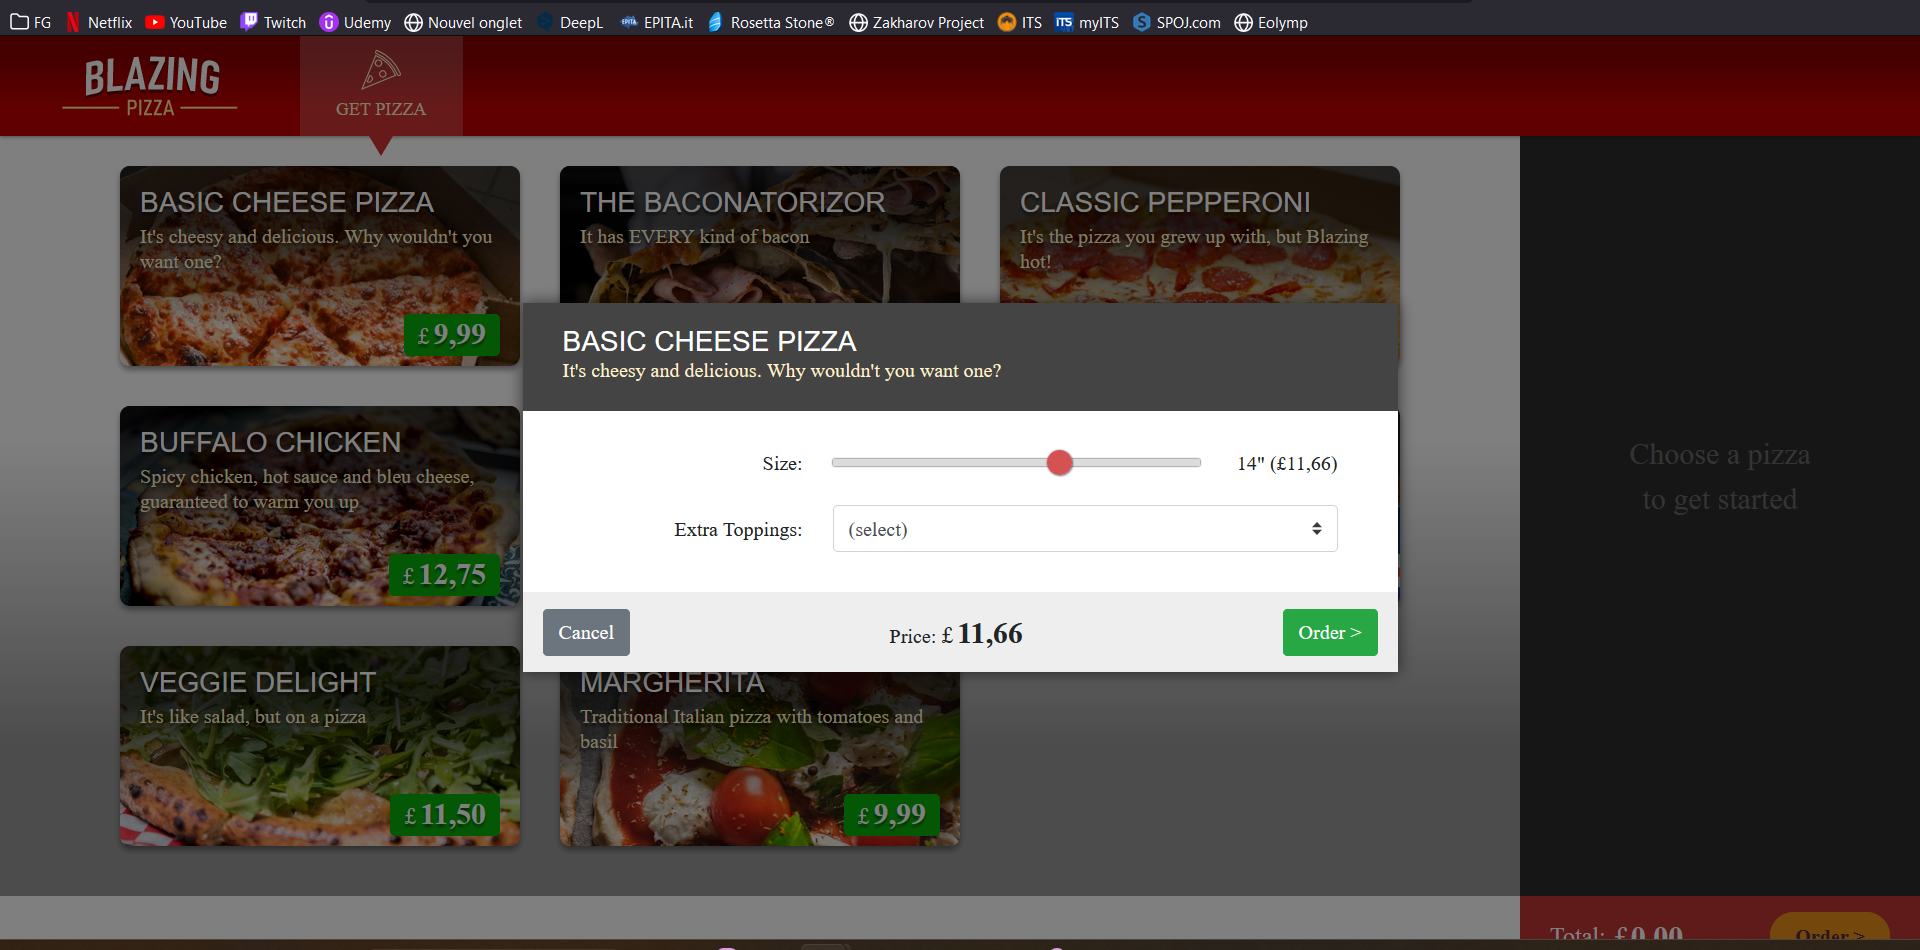 FG Netflix YouTube Twitch Udemy Nouvel onglet DeepL EPITA.it Rosetta Stone® Zakharov Project ITS myITS SPOJ.com Eolymp
BLAZING
PIZZA
GET PIZZA
BASIC CHEESE PIZZA
It's cheesy and delicious. Why wouldn't you
want one?
£ 9,99
THE BACONATORIZOR
It has EVERY kind of bacon
CLASSIC PEPPERONI
It's the pizza you grew up with, but Blazing
hot!
BASIC CHEESE PIZZA
It's cheesy and delicious. Why wouldn't you want one?
Size:
14" (£11,66)
Extra Toppings:
(select)
Cancel
Price: £ 11,66
Order >
BUFFALO CHICKEN
Spicy chicken, hot sauce and bleu cheese,
guaranteed to warm you up
£ 12,75
VEGGIE DELIGHT
It's like salad, but on a pizza
£ 11,50
MARGHERITA
Traditional Italian pizza with tomatoes and
basil
£ 9,99
Choose a pizza
to get started
Total: £0,00
Order >